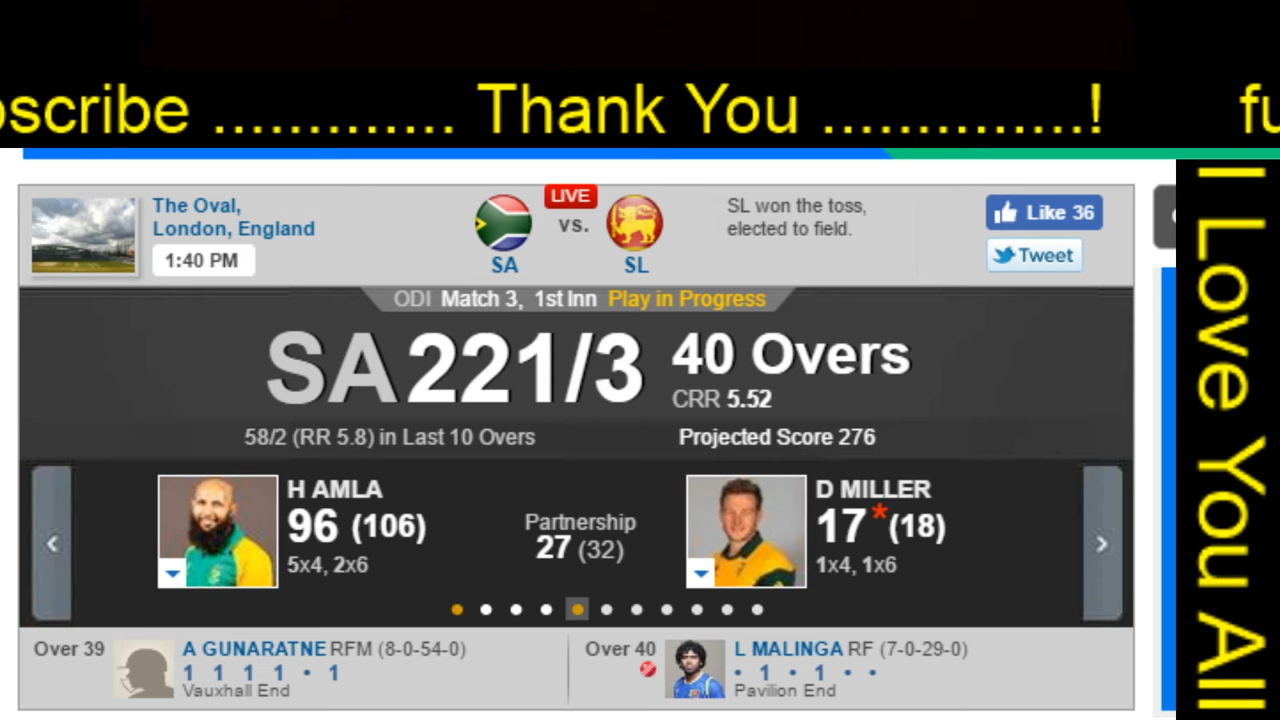 bscribe ............. Thank You ..............! fu
The Oval,
London, England
1:40 PM
LIVE
vs.
SA
SL
SL won the toss,
elected to field.
Like 36
Tweet
ODI Match 3, 1st Inn Play in Progress
SA 221/3
40 Overs
CRR 5.52
58/2 (RR 5.8) in Last 10 Overs
Projected Score 276
H AMLA
96 (106)
5x4, 2x6
Partnership
27 (32)
D MILLER
17*(18)
1x4, 1x6
Over 39
A GUNARATNE RFM (8-0-54-0)
1 1 1 1 • 1
Vauxhall End
Over 40
L MALINGA RF (7-0-29-0)
• 1 • 1 • •
Pavilion End
I Love You All